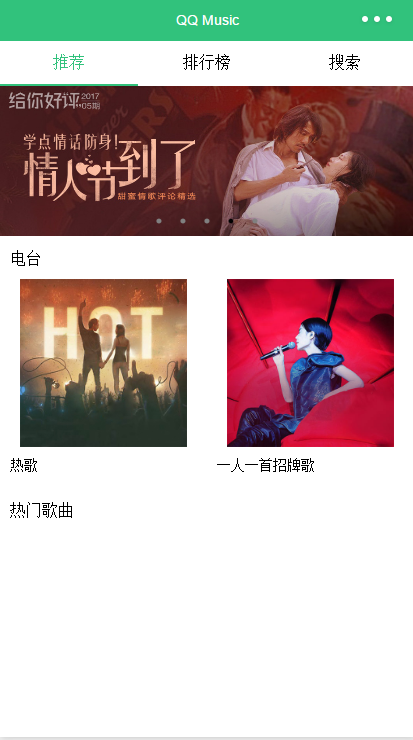 QQ Music
推荐
排行榜
搜索
给你好评 2017 05期
学点情话防身!
情人节到了
甜蜜情歌评论精选
电台
HOT
热歌
一人一首招牌歌
热门歌曲